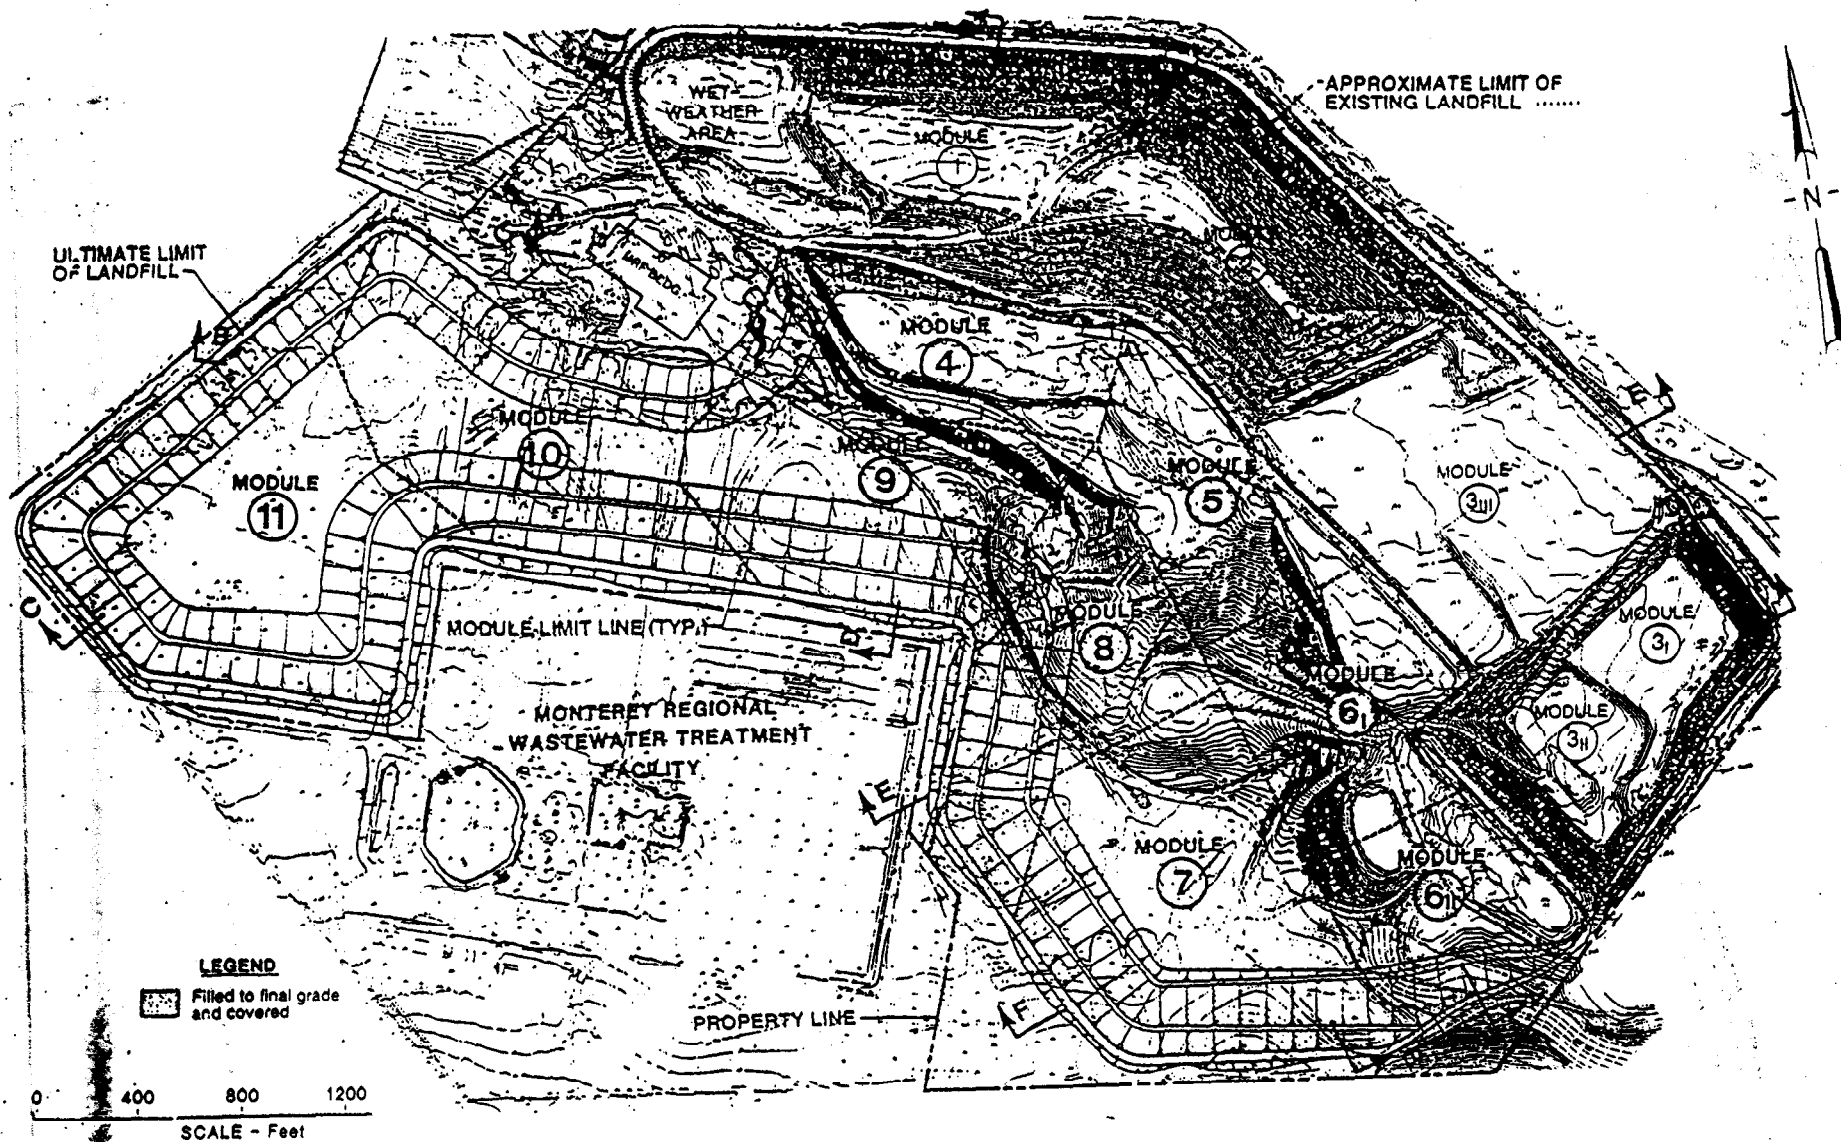 APPROXIMATE LIMIT OF
EXISTING LANDFILL .......
WET
WEATHER
AREA
MODULE
1
N
A
ULTIMATE LIMIT
OF LANDFILL
B
MODULE
4
E
MODULE
10
MODULE
9
MODULE
5
MODULE
3III
MODULE
11
C
MODULE LIMIT LINE (TYP.)
D
MODULE
8
MODULE
3I
MODULE
6I
MODULE
3II
MONTEREY REGIONAL
WASTEWATER TREATMENT
FACILITY
E
MODULE
7
MODULE
6II
LEGEND
Filled to final grade
and covered
PROPERTY LINE
F
0 400 800 1200
SCALE - Feet